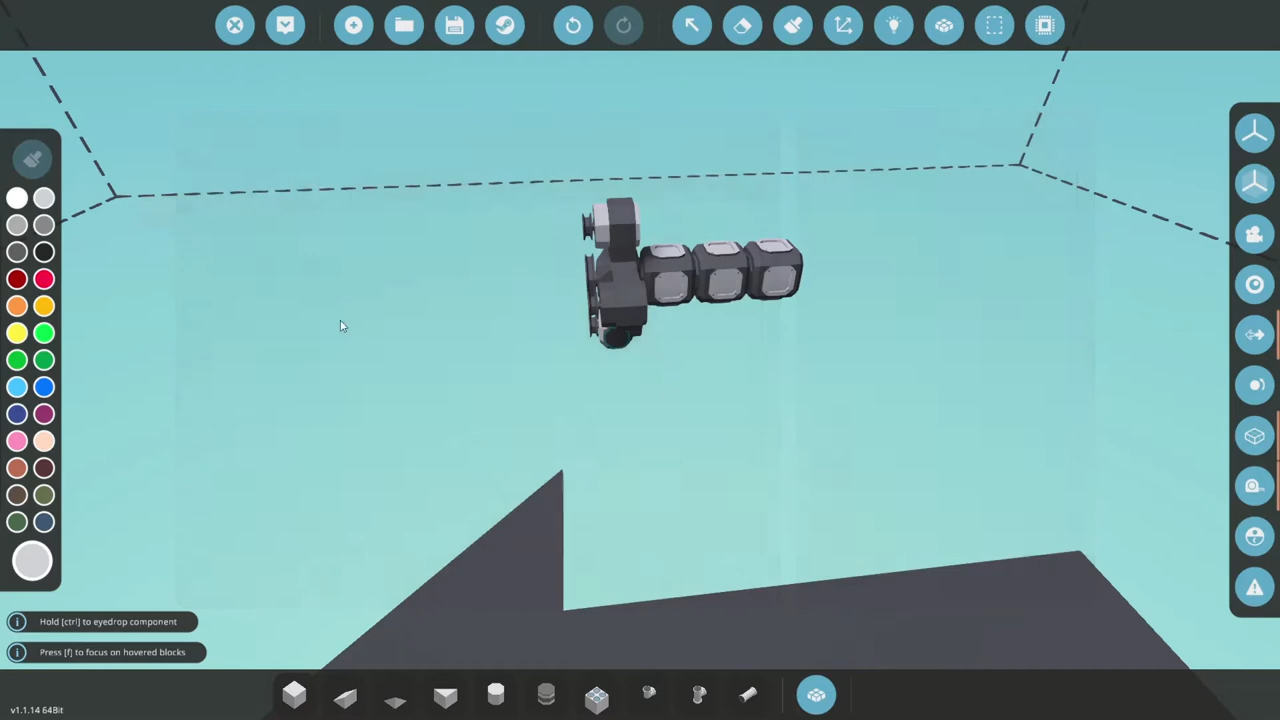 Hold [ctrl] to eyedrop component
Press [f] to focus on hovered blocks
v1.1.14 64Bit